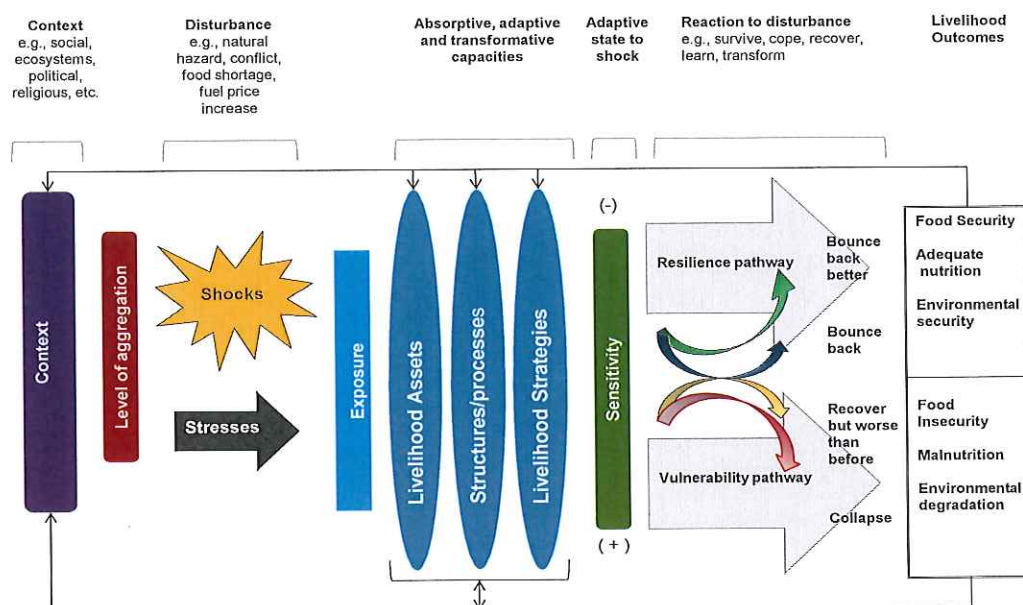 Context
e.g., social,
ecosystems,
political,
religious, etc.
Disturbance
e.g., natural
hazard, conflict,
food shortage,
fuel price
increase
Absorptive, adaptive
and transformative
capacities
Adaptive
state to
shock
Reaction to disturbance
e.g., survive, cope, recover,
learn, transform
Livelihood
Outcomes
Context
Level of aggregation
Shocks
Stresses
Exposure
Livelihood Assets
Structures/processes
Livelihood Strategies
(-)
Sensitivity
(+)
Resilience pathway
Bounce
back
better
Bounce
back
Recover
but worse
than
before
Vulnerability pathway
Collapse
Food Security
Adequate
nutrition
Environmental
security
Food
Insecurity
Malnutrition
Environmental
degradation